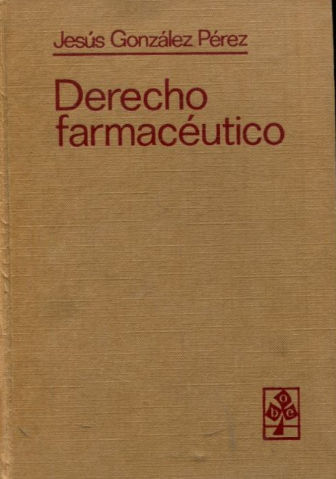 Jesús González Pérez
Derecho
farmacéutico